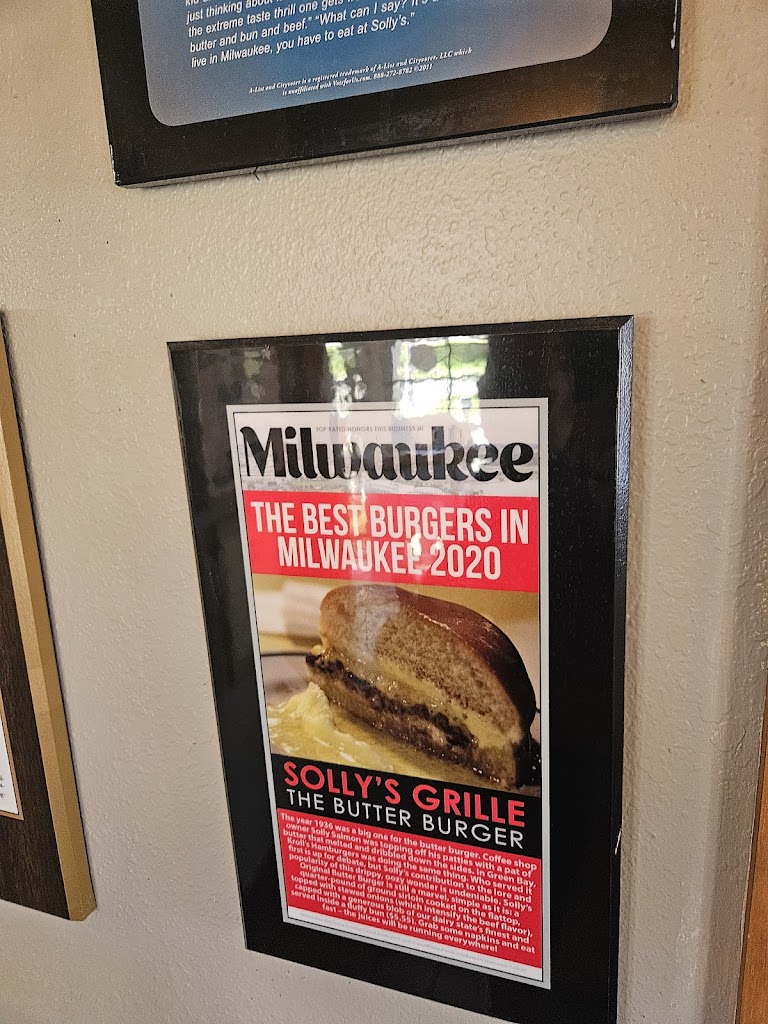 just thinking about
the extreme taste thrill one gets
butter and bun and beef." "What can I say? It's a
live in Milwaukee, you have to eat at Solly's."
A-List and Cityvoter is a registered trademark of A-List and Cityvoter, LLC which
is unaffiliated with VoteforUs.com. 888-272-8782 ©2011
TOP RATED HONORS THIS BUSINESS IN
Milwaukee
THE BEST BURGERS IN
MILWAUKEE 2020
SOLLY'S GRILLE
THE BUTTER BURGER
The year 1936 was a big one for the butter burger. Coffee shop
owner Solly Salmon was topping off his patties with a pat of
butter that melted and dribbled down the sides. In Green Bay,
Kroll's Hamburgers was doing the same thing. Who served it
first is up for debate, but Solly's contribution to the lore and
popularity of this drippy, oozy wonder is undeniable. Solly's
Original Butter Burger is still a marvel, simple as it is: a
quarter-pound of ground sirloin cooked on the flattop,
topped with stewed onions (which intensify the beef flavor),
capped with a generous blob of our dairy state's finest and
served inside a fluffy bun ($5.55). Grab some napkins and eat
fast – the juices will be running everywhere!